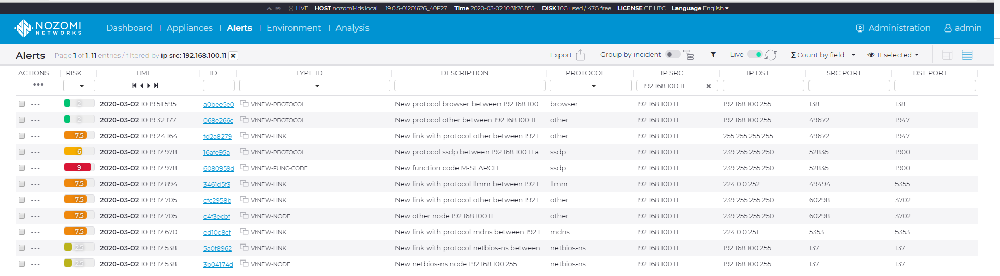 LIVE HOST nozomi-ids.local 19.0.5-01201626_40F27 Time 2020-03-02 10:31:26.855 DISK 10G used / 47G free LICENSE GE HTC Language English
NOZOMI NETWORKS Dashboard Appliances Alerts Environment Analysis Administration admin
Alerts Page 1 of 1, 11 entries / filtered by ip src: 192.168.100.11 Export Group by incident Live Σ Count by field... 11 selected
ACTIONS RISK TIME ID TYPE ID DESCRIPTION PROTOCOL IP SRC IP DST SRC PORT DST PORT
- - - 192.168.100.11
2 2020-03-02 10:19:51.595 a0bee5e0 VI:NEW-PROTOCOL New protocol browser between 192.168.100.... browser 192.168.100.11 192.168.100.255 138 138
2 2020-03-02 10:19:32.177 068e266c VI:NEW-PROTOCOL New protocol other between 192.168.100.11 ... other 192.168.100.11 192.168.100.255 49672 1947
7.5 2020-03-02 10:19:24.164 fd2a8279 VI:NEW-LINK New link with protocol other between 192.1... other 192.168.100.11 255.255.255.255 49672 1947
6 2020-03-02 10:19:17.978 16afe95a VI:NEW-PROTOCOL New protocol ssdp between 192.168.100.11 a... ssdp 192.168.100.11 239.255.255.250 52835 1900
9 2020-03-02 10:19:17.978 6080959d VI:NEW-FUNC-CODE New function code M-SEARCH ssdp 192.168.100.11 239.255.255.250 52835 1900
7.5 2020-03-02 10:19:17.894 3461d5f3 VI:NEW-LINK New link with protocol llmnr between 192.1... llmnr 192.168.100.11 224.0.0.252 49494 5355
7.5 2020-03-02 10:19:17.705 cfc2958b VI:NEW-LINK New link with protocol other between 192.1... other 192.168.100.11 239.255.255.250 60298 3702
7.5 2020-03-02 10:19:17.705 c4f3ecbf VI:NEW-NODE New other node 192.168.100.11 other 192.168.100.11 239.255.255.250 60298 3702
7.5 2020-03-02 10:19:17.670 ed10c8cf VI:NEW-LINK New link with protocol mdns between 192.1... mdns 192.168.100.11 224.0.0.251 5353 5353
2.5 2020-03-02 10:19:17.538 5a0f8962 VI:NEW-LINK New link with protocol netbios-ns between... netbios-ns 192.168.100.11 192.168.100.255 137 137
2.5 2020-03-02 10:19:17.538 3b04174d VI:NEW-NODE New netbios-ns node 192.168.100.255 netbios-ns 192.168.100.11 192.168.100.255 137 137